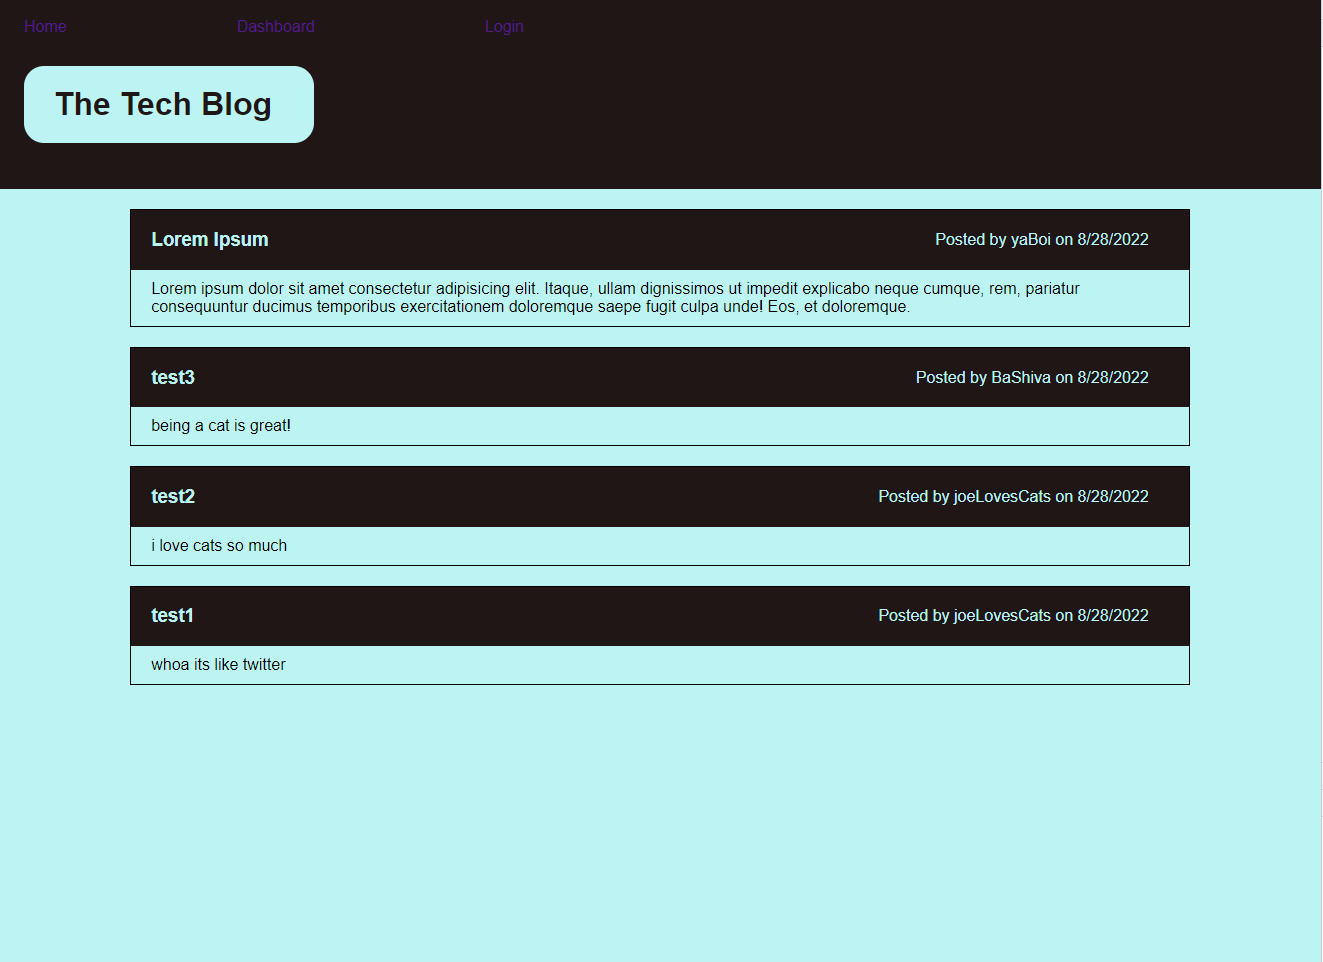 Home Dashboard Login
The Tech Blog
Lorem Ipsum Posted by yaBoi on 8/28/2022
Lorem ipsum dolor sit amet consectetur adipisicing elit. Itaque, ullam dignissimos ut impedit explicabo neque cumque, rem, pariatur
consequuntur ducimus temporibus exercitationem doloremque saepe fugit culpa unde! Eos, et doloremque.
test3 Posted by BaShiva on 8/28/2022
being a cat is great!
test2 Posted by joeLovesCats on 8/28/2022
i love cats so much
test1 Posted by joeLovesCats on 8/28/2022
whoa its like twitter